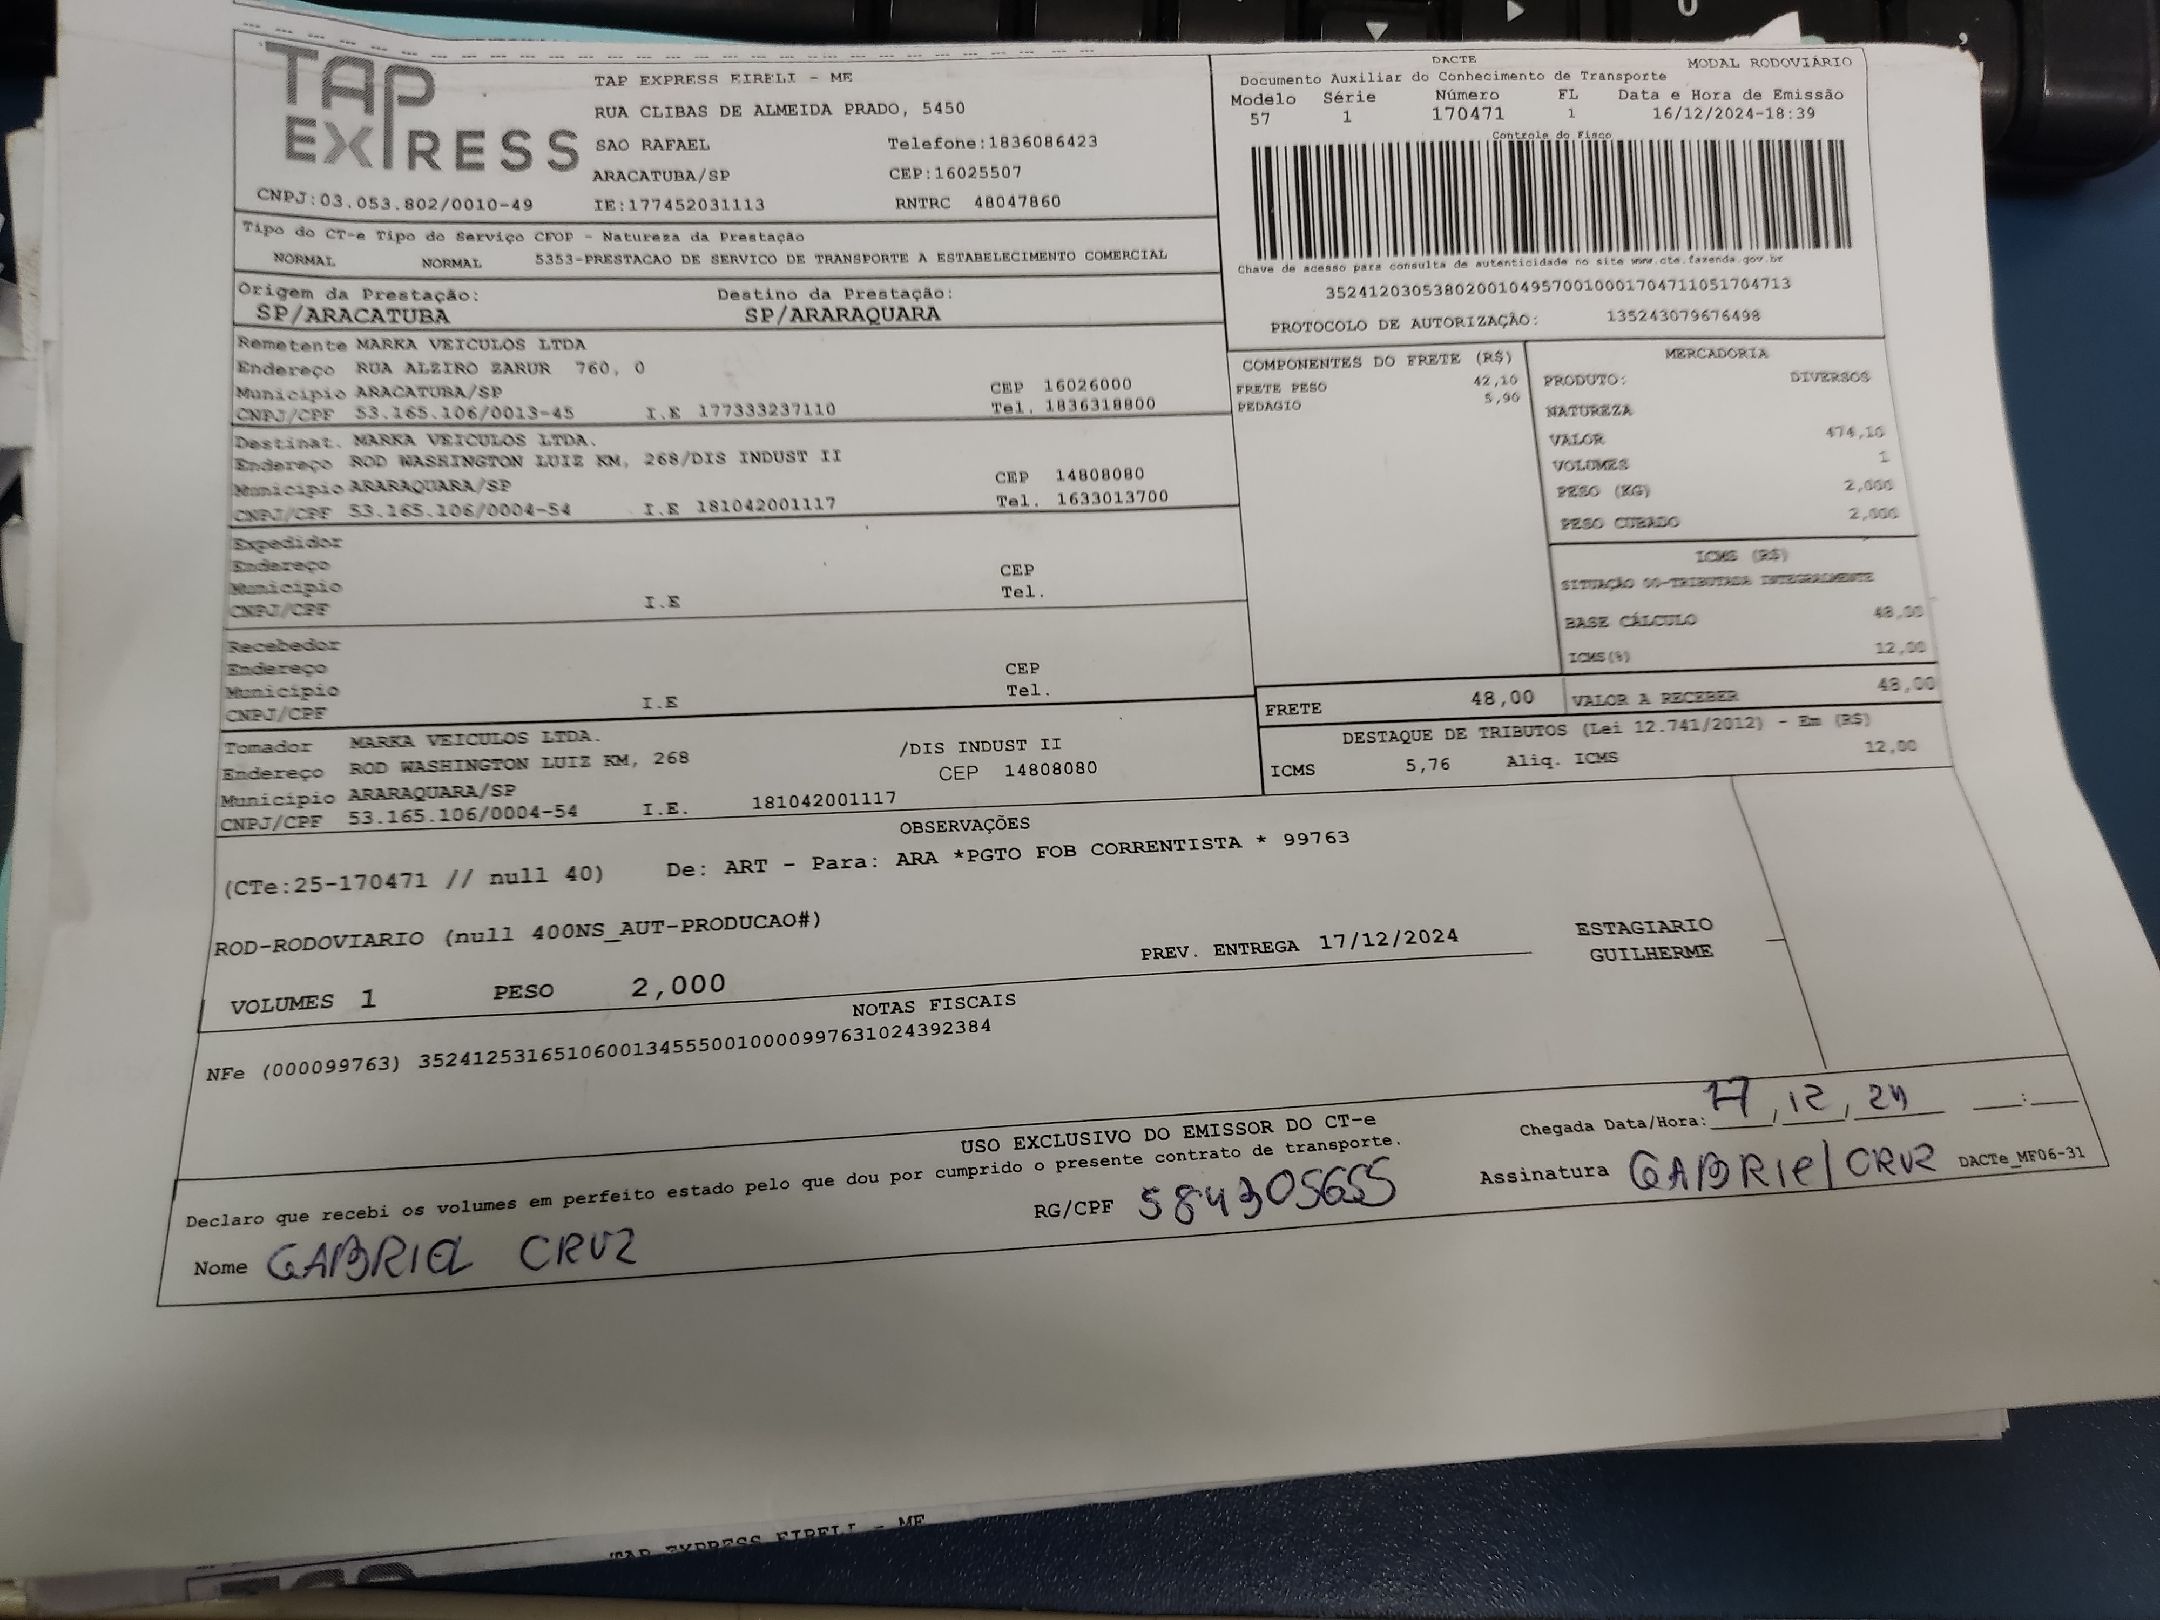 TAP EXPRESS
TAP EXPRESS EIRELI - ME
RUA CLIBAS DE ALMEIDA PRADO, 5450
SAO RAFAEL Telefone:1836086423
ARACATUBA/SP CEP:16025507
CNPJ:03.053.802/0010-49 IE:177452031113 RNTRC 48047860
DACTE MODAL RODOVIÁRIO
Documento Auxiliar do Conhecimento de Transporte
Modelo Série Número FL Data e Hora de Emissão
57 1 170471 1 16/12/2024-18:39
Controle do Fisco
Chave de acesso para consulta de autenticidade no site www.cte.fazenda.gov.br
35241203053802001049570010001704711051704713
PROTOCOLO DE AUTORIZAÇÃO: 135243079676498
Tipo do CT-e Tipo do Serviço CFOP - Natureza da Prestação
NORMAL NORMAL 5353-PRESTACAO DE SERVICO DE TRANSPORTE A ESTABELECIMENTO COMERCIAL
Origem da Prestação: Destino da Prestação:
SP/ARACATUBA SP/ARARAQUARA
Remetente MARKA VEICULOS LTDA
Endereço RUA ALZIRO ZARUR 760, 0
Município ARACATUBA/SP CEP 16026000
CNPJ/CPF 53.165.106/0013-45 I.E 177333237110 Tel. 1836318800
Destinat. MARKA VEICULOS LTDA.
Endereço ROD WASHINGTON LUIZ KM, 268/DIS INDUST II
Município ARARAQUARA/SP CEP 14808080
CNPJ/CPF 53.165.106/0004-54 I.E 181042001117 Tel. 1633013700
Expedidor
Endereço CEP
Município Tel.
CNPJ/CPF I.E
Recebedor
Endereço CEP
Município Tel.
CNPJ/CPF I.E
Tomador MARKA VEICULOS LTDA.
Endereço ROD WASHINGTON LUIZ KM, 268 /DIS INDUST II
Município ARARAQUARA/SP CEP 14808080
CNPJ/CPF 53.165.106/0004-54 I.E. 181042001117
COMPONENTES DO FRETE (R$)
FRETE PESO 42,10
PEDAGIO 5,90
MERCADORIA
PRODUTO: DIVERSOS
NATUREZA
VALOR 474,16
VOLUMES 1
PESO (KG) 2,000
PESO CUBADO 2,000
ICMS (R$)
SITUAÇÃO 00-TRIBUTADA INTEGRALMENTE
BASE CÁLCULO 48,00
ICMS(%) 12,00
FRETE 48,00 VALOR A RECEBER 48,00
DESTAQUE DE TRIBUTOS (Lei 12.741/2012) - Em (R$)
ICMS 5,76 Aliq. ICMS 12,00
OBSERVAÇÕES
(CTe:25-170471 // null 40) De: ART - Para: ARA *PGTO FOB CORRENTISTA * 99763
ROD-RODOVIARIO (null 400NS_AUT-PRODUCAO#)
PREV. ENTREGA 17/12/2024 ESTAGIARIO
GUILHERME
VOLUMES 1 PESO 2,000
NOTAS FISCAIS
NFe (000099763) 35241253165106001345550010000997631024392384
USO EXCLUSIVO DO EMISSOR DO CT-e
Chegada Data/Hora: 17,12,24 __:__
Declaro que recebi os volumes em perfeito estado pelo que dou por cumprido o presente contrato de transporte.
Nome GABRIEL CRUZ RG/CPF 584305655 Assinatura GABRIEL CRUZ DACTe_MF06-31
TAP EXPRESS EIRELI - ME